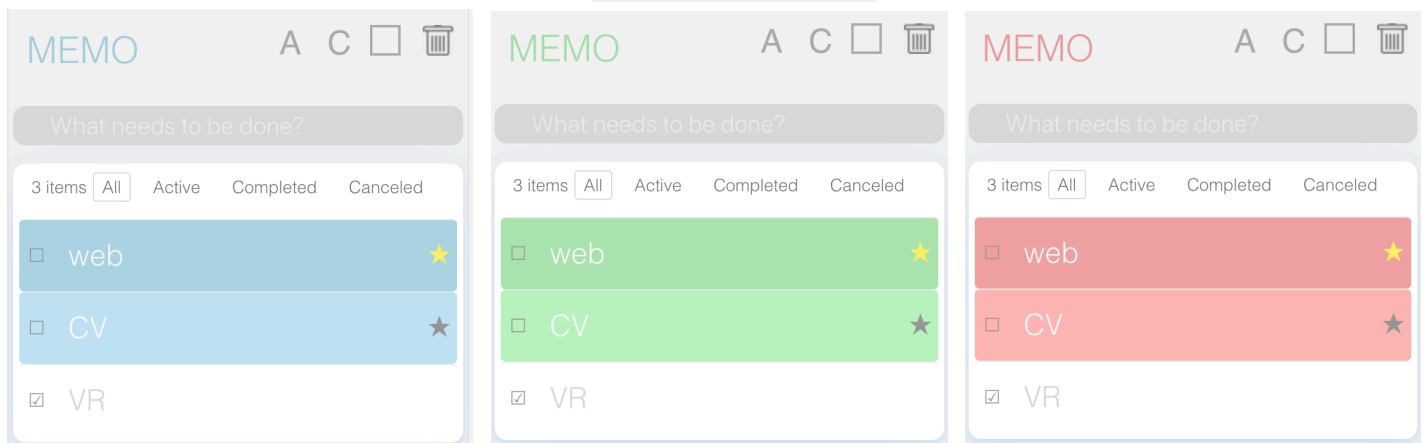 MEMO A C
What needs to be done?
3 items All Active Completed Canceled
web
CV
VR
MEMO A C
What needs to be done?
3 items All Active Completed Canceled
web
CV
VR
MEMO A C
What needs to be done?
3 items All Active Completed Canceled
web
CV
VR